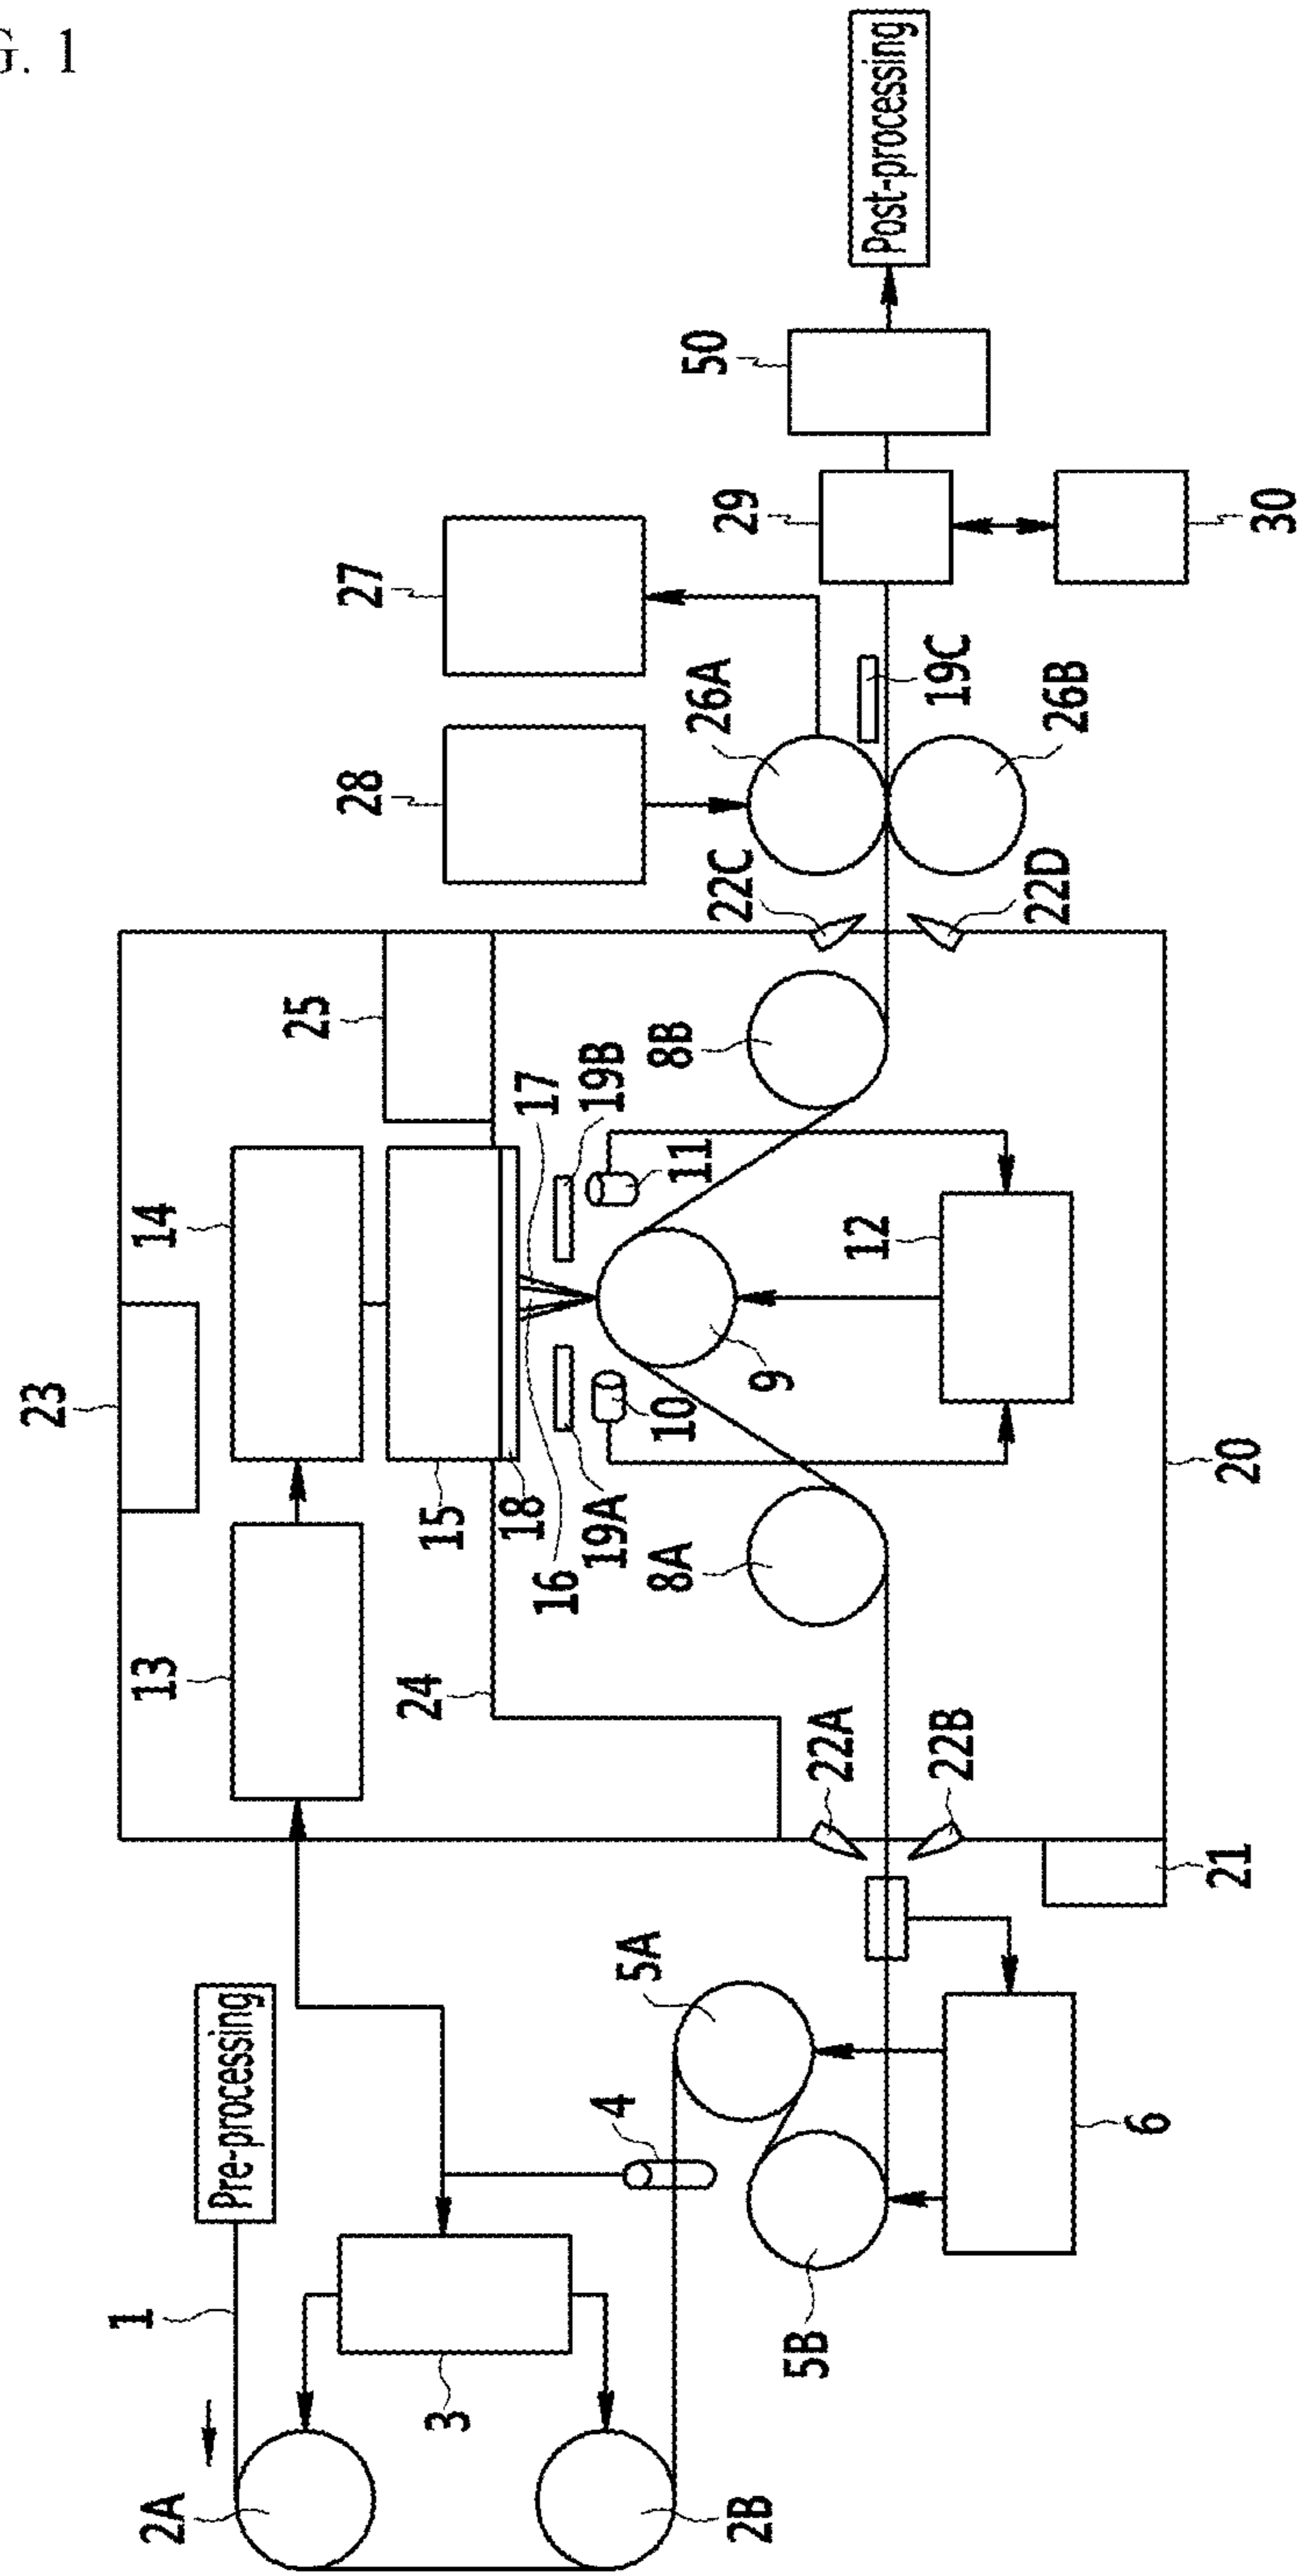 G. 1
Pre-processing
1
2A
2B
3
4
5A
5B
6
13
14
15
16
17
18
19A
19B
10
11
12
9
8A
8B
20
21
22A
22B
22C
22D
23
24
25
26A
26B
27
28
19C
29
30
50
Post-processing